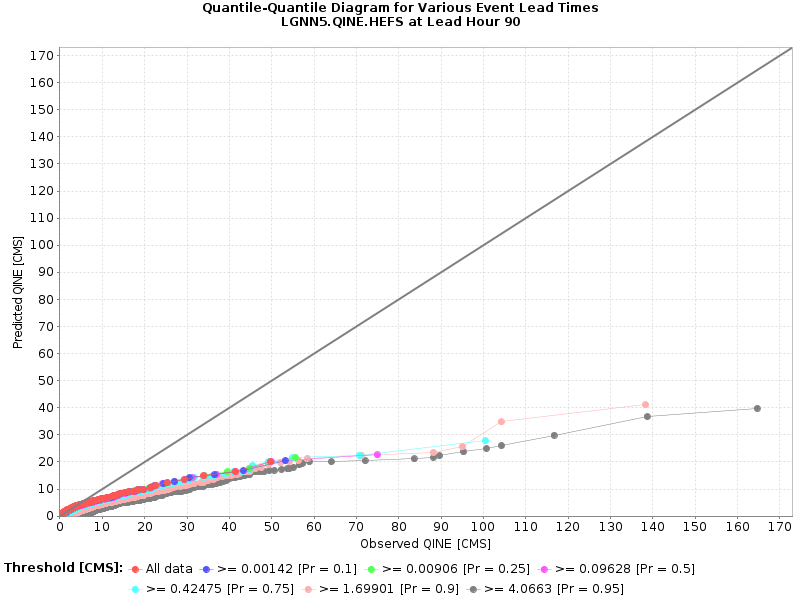 Quantile-Quantile Diagram for Various Event Lead Times
LGNN5.QINE.HEFS at Lead Hour 90
Predicted QINE [CMS]
170
160
150
140
130
120
110
100
90
80
70
60
50
40
30
20
10
0
0 10 20 30 40 50 60 70 80 90 100 110 120 130 140 150 160 170
Observed QINE [CMS]
Threshold [CMS]: All data >= 0.00142 [Pr = 0.1] >= 0.00906 [Pr = 0.25] >= 0.09628 [Pr = 0.5]
>= 0.42475 [Pr = 0.75] >= 1.69901 [Pr = 0.9] >= 4.0663 [Pr = 0.95]